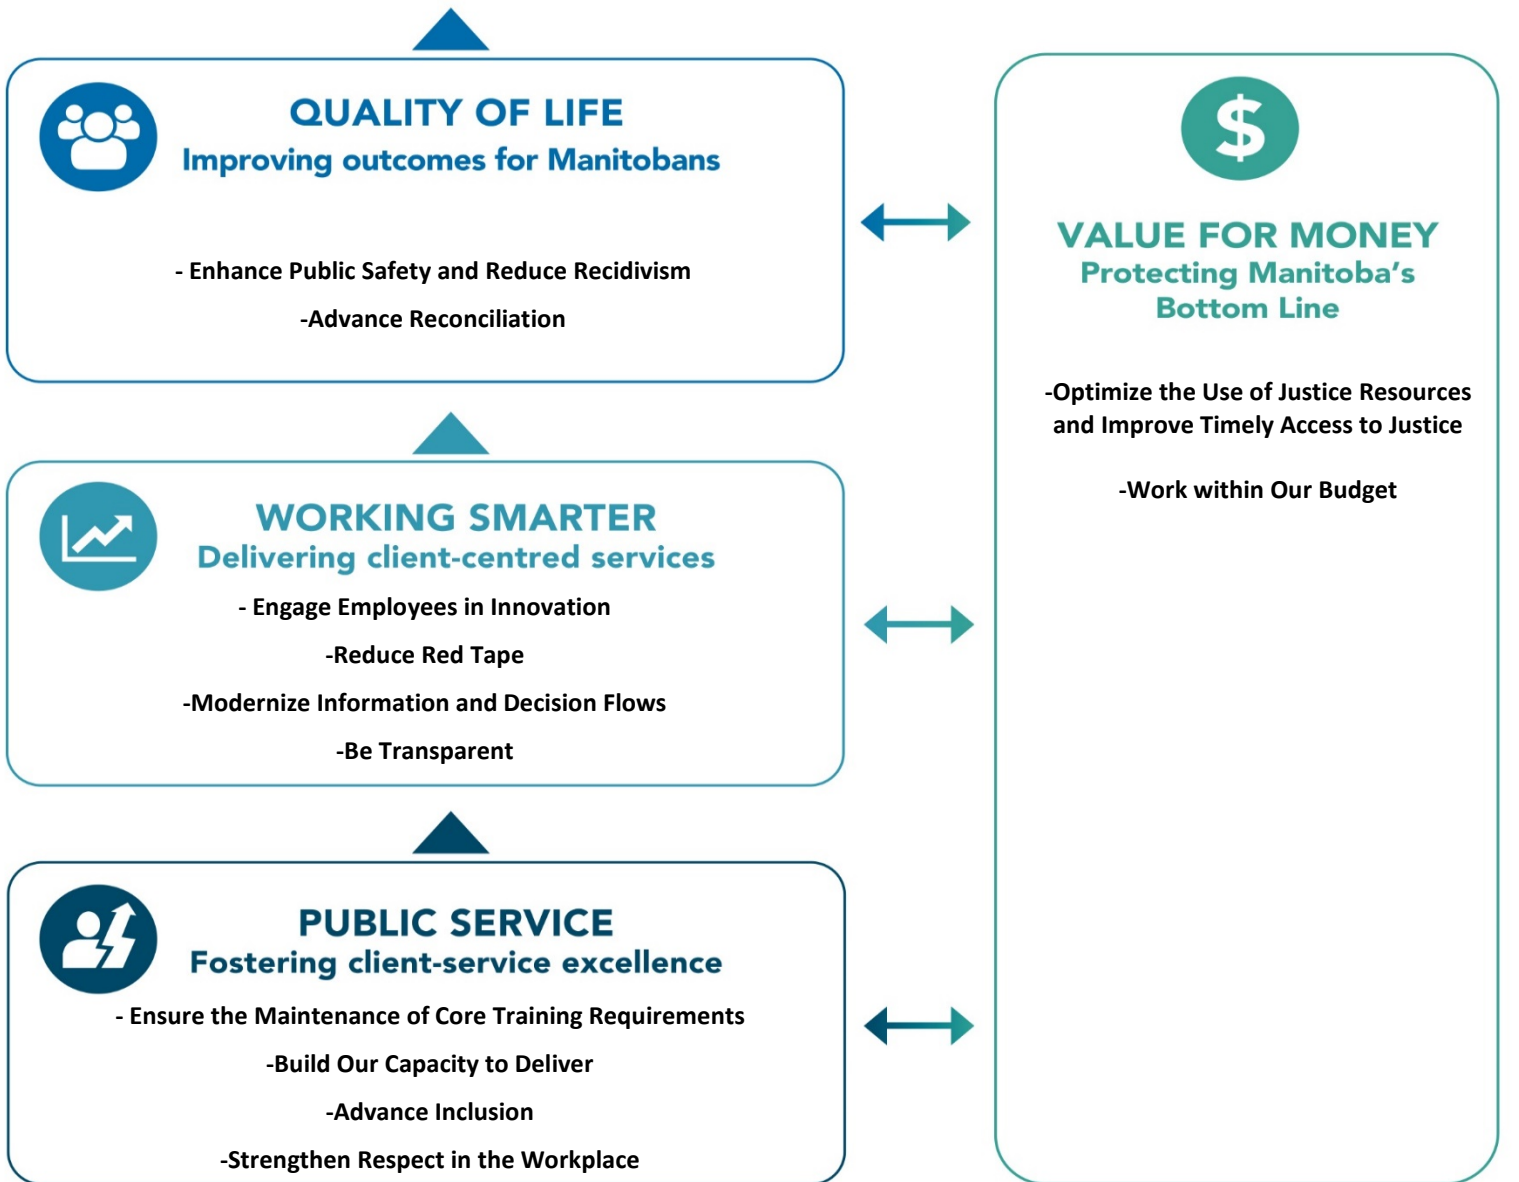 QUALITY OF LIFE
Improving outcomes for Manitobans
- Enhance Public Safety and Reduce Recidivism
-Advance Reconciliation
$
VALUE FOR MONEY
Protecting Manitoba's
Bottom Line
-Optimize the Use of Justice Resources
and Improve Timely Access to Justice
-Work within Our Budget
WORKING SMARTER
Delivering client-centred services
- Engage Employees in Innovation
-Reduce Red Tape
-Modernize Information and Decision Flows
-Be Transparent
PUBLIC SERVICE
Fostering client-service excellence
- Ensure the Maintenance of Core Training Requirements
-Build Our Capacity to Deliver
-Advance Inclusion
-Strengthen Respect in the Workplace